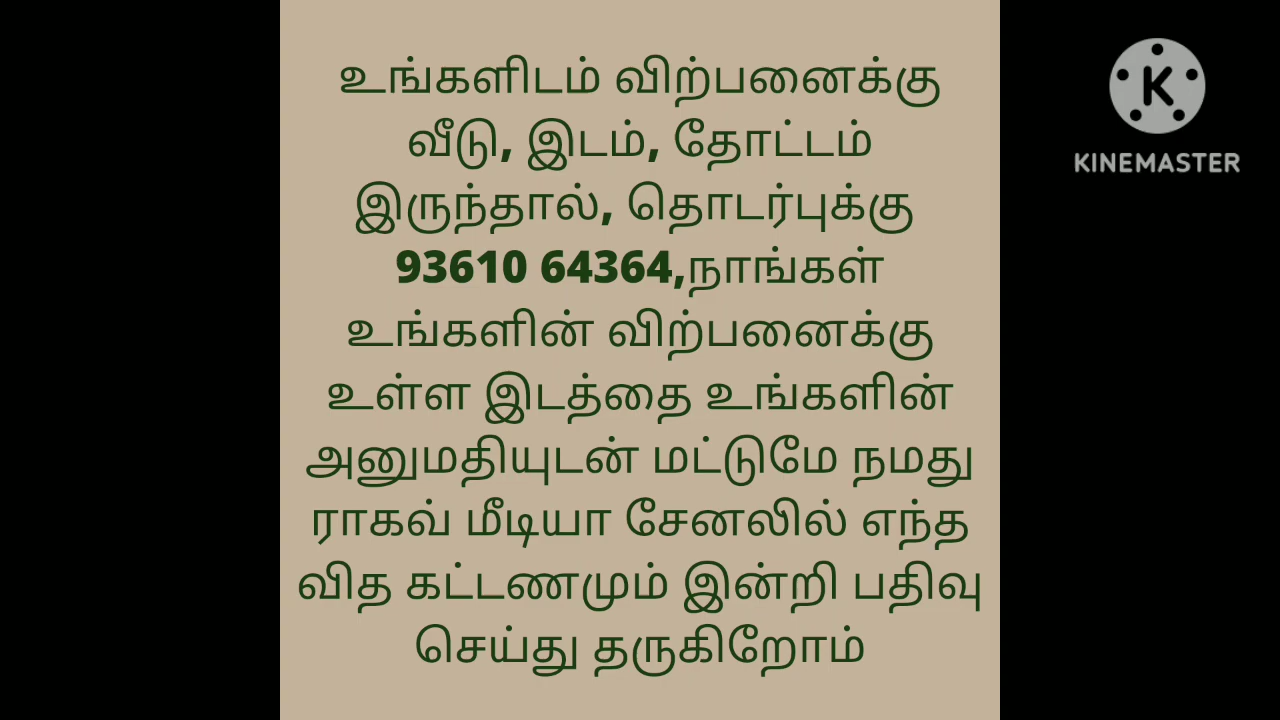 உங்களிடம் விற்பனைக்கு
வீடு, இடம், தோட்டம்
இருந்தால், தொடர்புக்கு
93610 64364,நாங்கள்
உங்களின் விற்பனைக்கு
உள்ள இடத்தை உங்களின்
அனுமதியுடன் மட்டுமே நமது
ராகவ் மீடியா சேனலில் எந்த
வித கட்டணமும் இன்றி பதிவு
செய்து தருகிறோம்
K
KINEMASTER